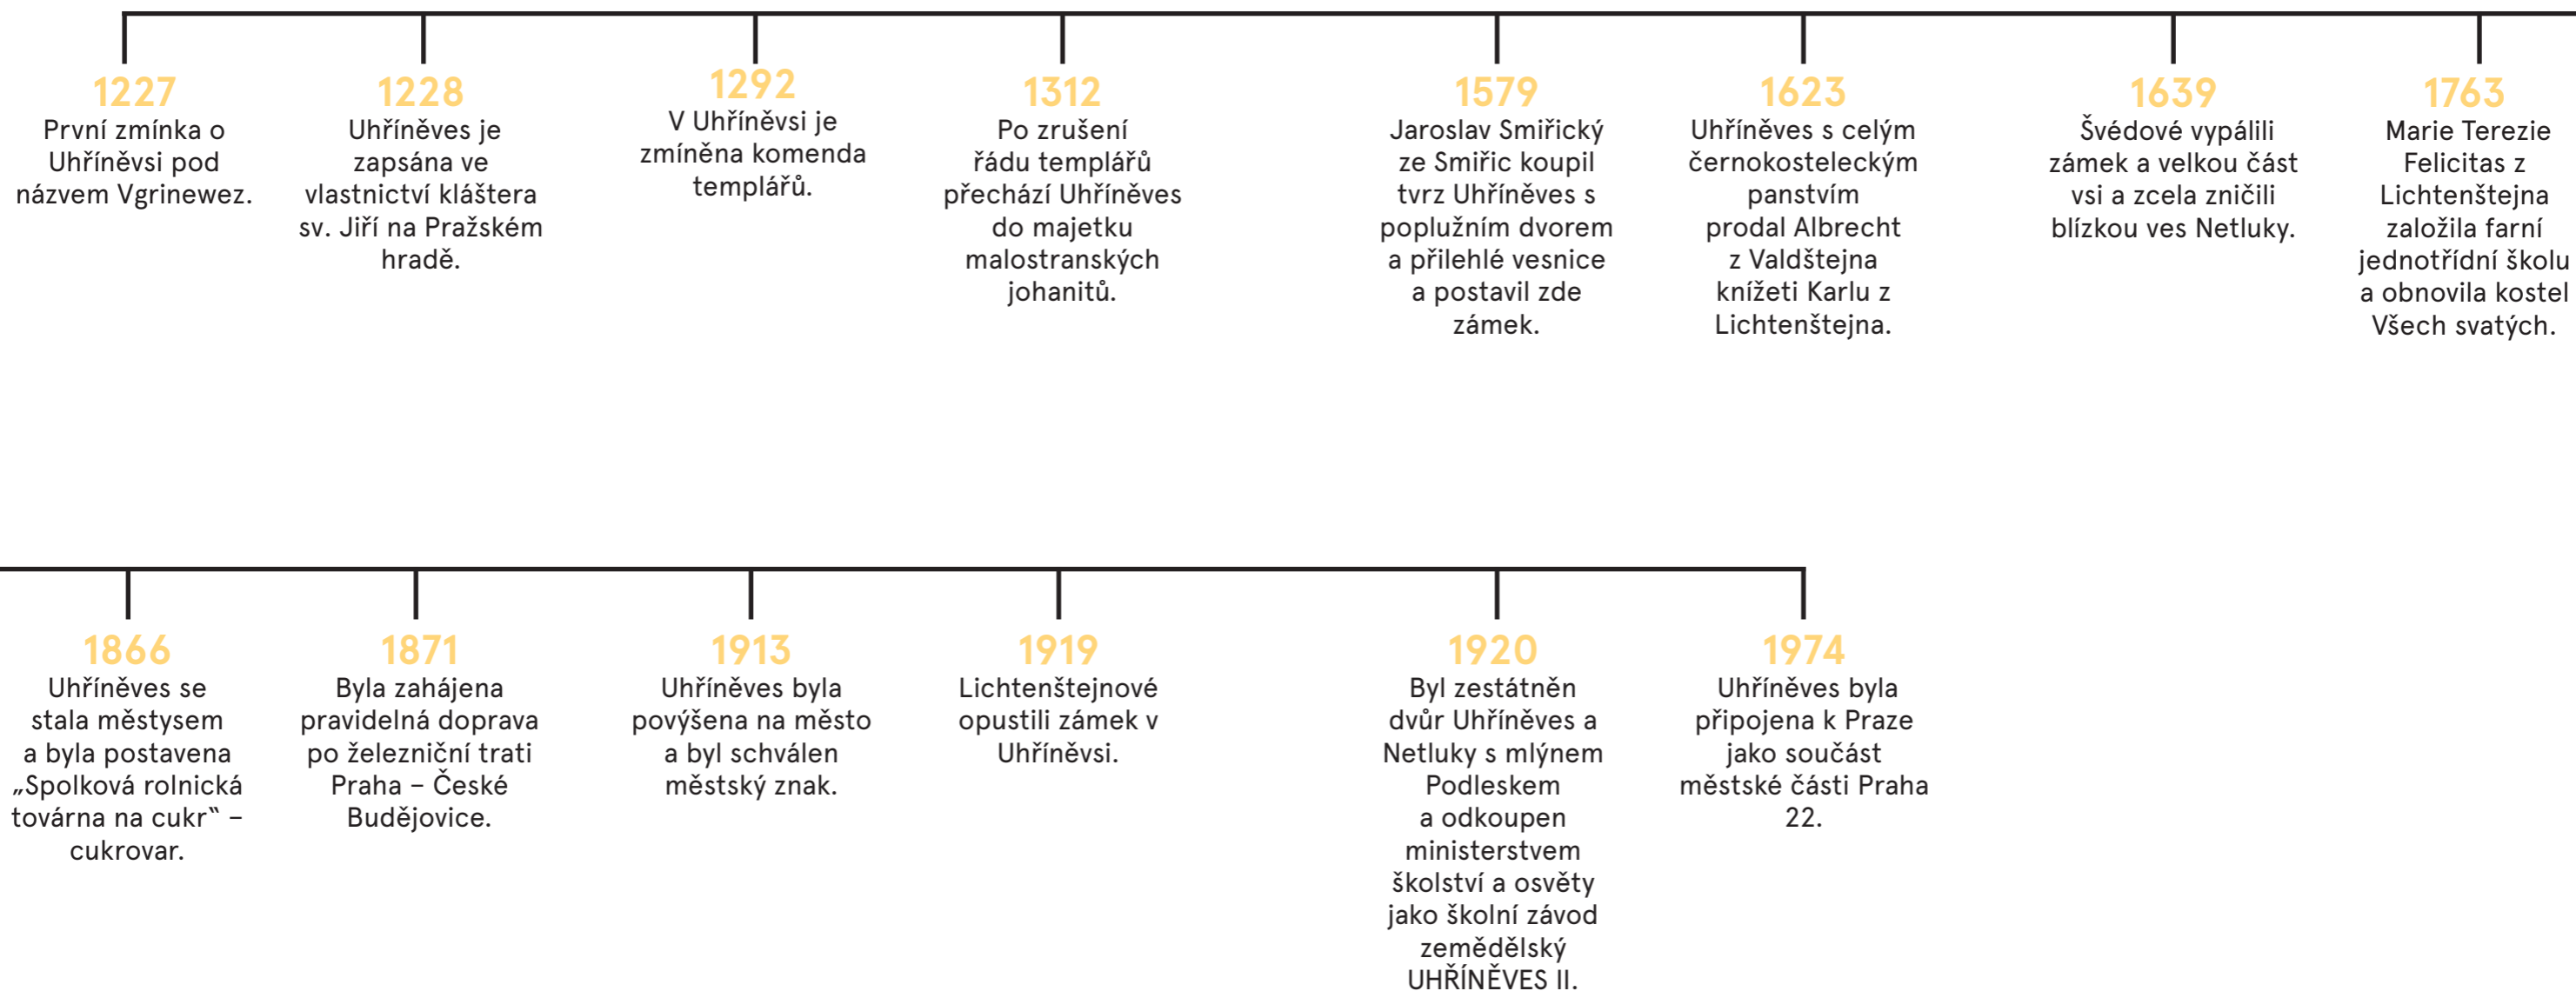 1227
První zmínka o
Uhříněvsi pod
názvem Vgrinewez.
1228
Uhříněves je
zapsána ve
vlastnictví kláštera
sv. Jiří na Pražském
hradě.
1292
V Uhříněvsi je
zmíněna komenda
templářů.
1312
Po zrušení
řádu templářů
přechází Uhříněves
do majetku
malostranských
johanitů.
1579
Jaroslav Smiřický
ze Smiřic koupil
tvrz Uhříněves s
poplužním dvorem
a přilehlé vesnice
a postavil zde
zámek.
1623
Uhříněves s celým
černokosteleckým
panstvím
prodal Albrecht
z Valdštejna
knížeti Karlu z
Lichtenštejna.
1639
Švédové vypálili
zámek a velkou část
vsi a zcela zničili
blízkou ves Netluky.
1763
Marie Terezie
Felicitas z
Lichtenštejna
založila farní
jednotřídní školu
a obnovila kostel
Všech svatých.
1866
Uhříněves se
stala městysem
a byla postavena
„Spolková rolnická
továrna na cukr‟ –
cukrovar.
1871
Byla zahájena
pravidelná doprava
po železniční trati
Praha – České
Budějovice.
1913
Uhříněves byla
povýšena na město
a byl schválen
městský znak.
1919
Lichtenštejnové
opustili zámek v
Uhříněvsi.
1920
Byl zestátněn
dvůr Uhříněves a
Netluky s mlýnem
Podleskem
a odkoupen
ministerstvem
školství a osvěty
jako školní závod
zemědělský
UHŘÍNĚVES II.
1974
Uhříněves byla
připojena k Praze
jako součást
městské části Praha
22.